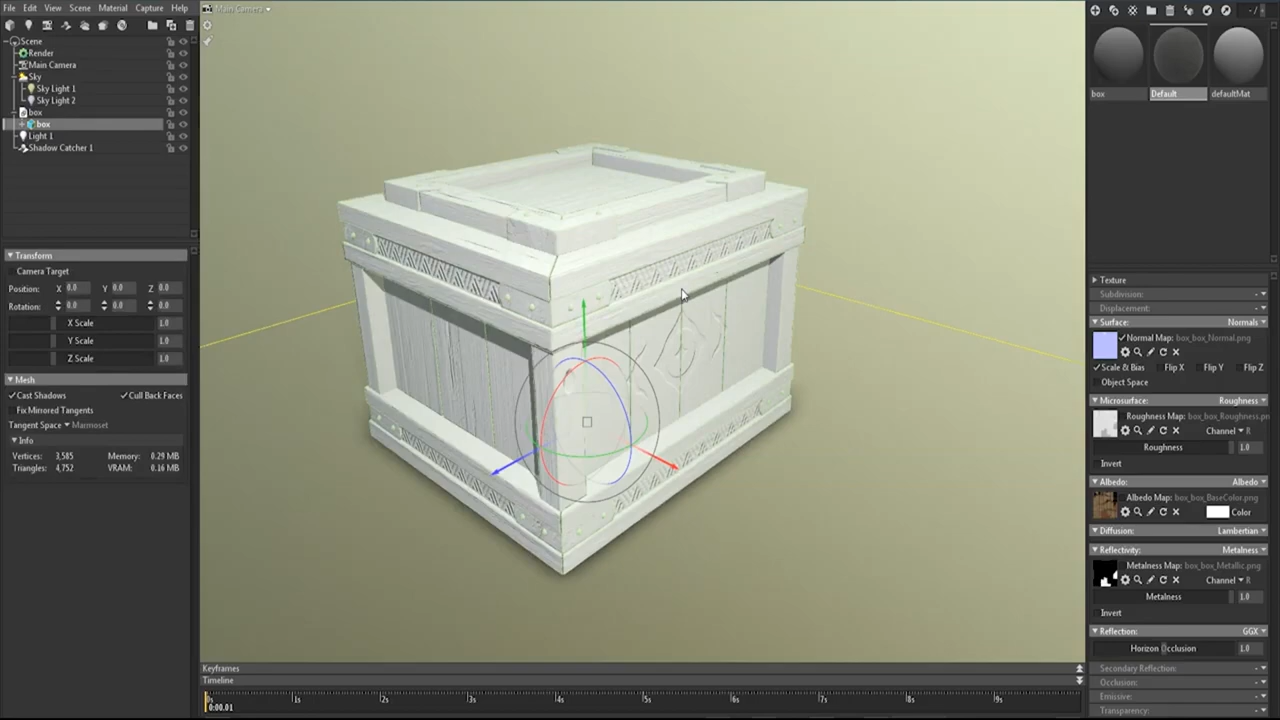 File Edit View Scene Material Capture Help
Main Camera
Scene
Render
Main Camera
Sky
Sky Light 1
Sky Light 2
box
box
Light 1
Shadow Catcher 1
Transform
Camera Target
Position: X 0.0 Y 0.0 Z 0.0
Rotation: 0.0 0.0 0.0
X Scale 1.0
Y Scale 1.0
Z Scale 1.0
Mesh
Cast Shadows Cull Back Faces
Fix Mirrored Tangents
Tangent Space Marmoset
Info
Vertices: 3,585 Memory: 0.29 MB
Triangles: 4,752 VRAM: 0.16 MB
box Default defaultMat
Texture
Subdivision:
Displacement:
Surface: Normals
Normal Map: box_box_Normal.png
Scale & Bias Flip X Flip Y Flip Z
Object Space
Microsurface: Roughness
Roughness Map: box_box_Roughness.pn
Channel R
Roughness 1.0
Invert
Albedo: Albedo
Albedo Map: box_box_BaseColor.png
Color
Diffusion: Lambertian
Reflectivity: Metalness
Metalness Map: box_box_Metallic.png
Channel R
Metalness 1.0
Invert
Reflection: GGX
Horizon Occlusion 1.0
Secondary Reflection:
Occlusion:
Emissive:
Transparency:
Keyframes
Timeline
1s 2s 3s 4s 5s 6s 7s 8s 9s
0:00.01